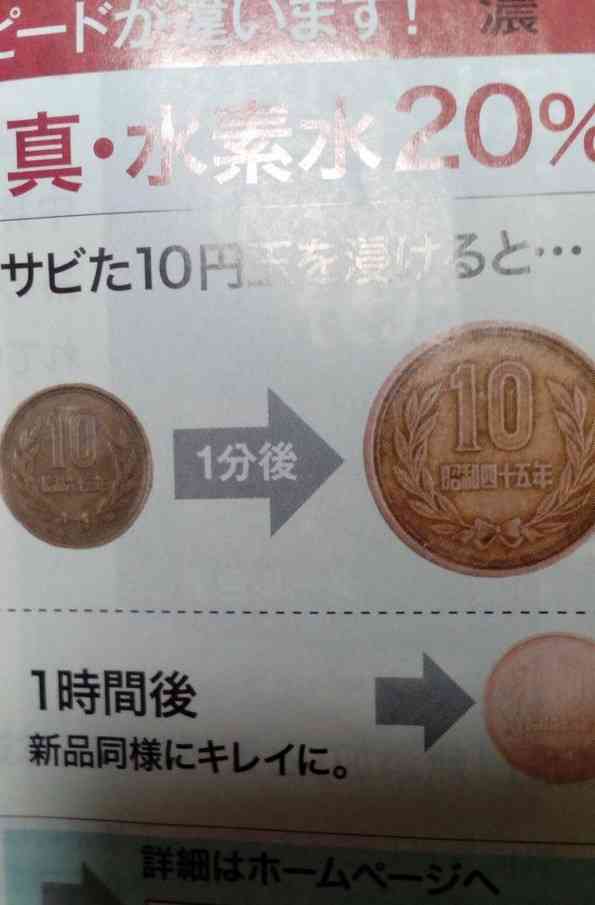 ピードが違います! 濃
真・水素水20%
サビた10円玉を浸けると…
10
1分後
10
昭和四十五年
1時間後
新品同様にキレイに。
詳細はホームページへ